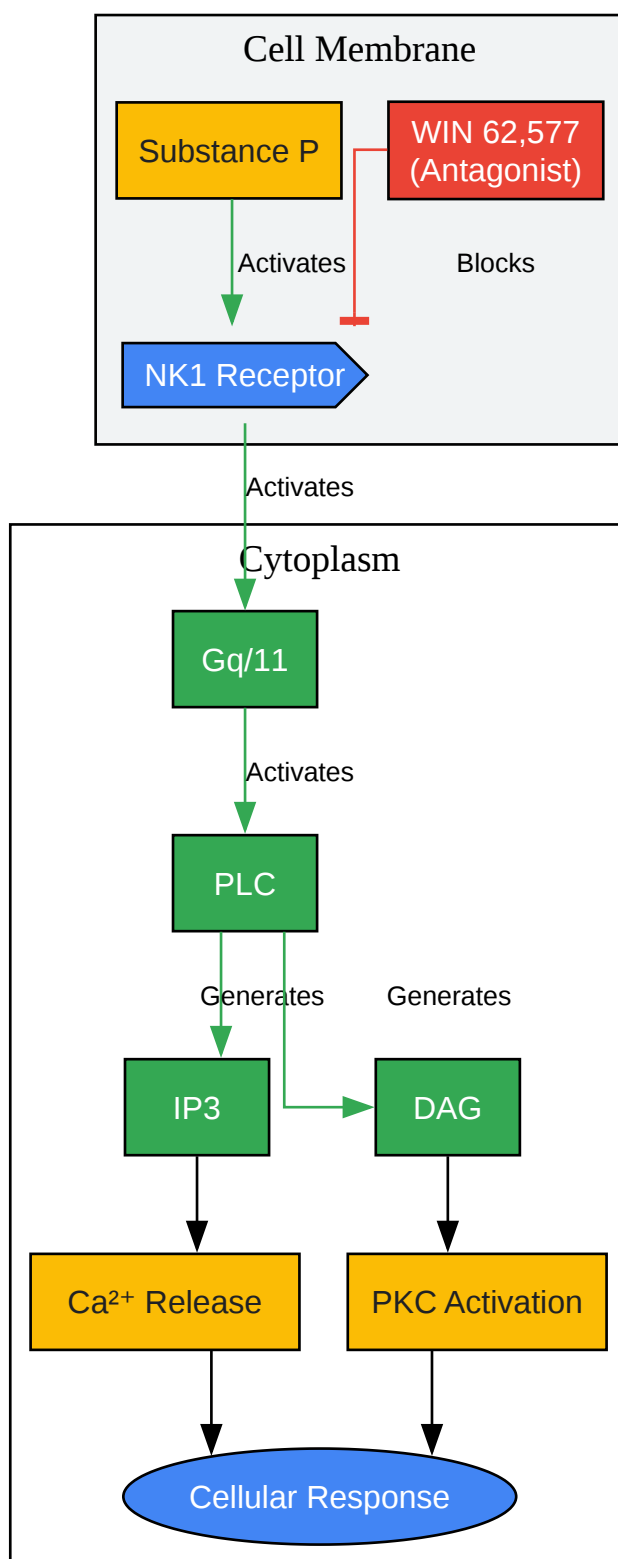 Cell Membrane
Substance P
WIN 62,577
(Antagonist)
Activates
Blocks
NK1 Receptor
Activates
Cytoplasm
Gq/11
Activates
PLC
Generates
Generates
IP3
DAG
Ca²⁺ Release
PKC Activation
Cellular Response